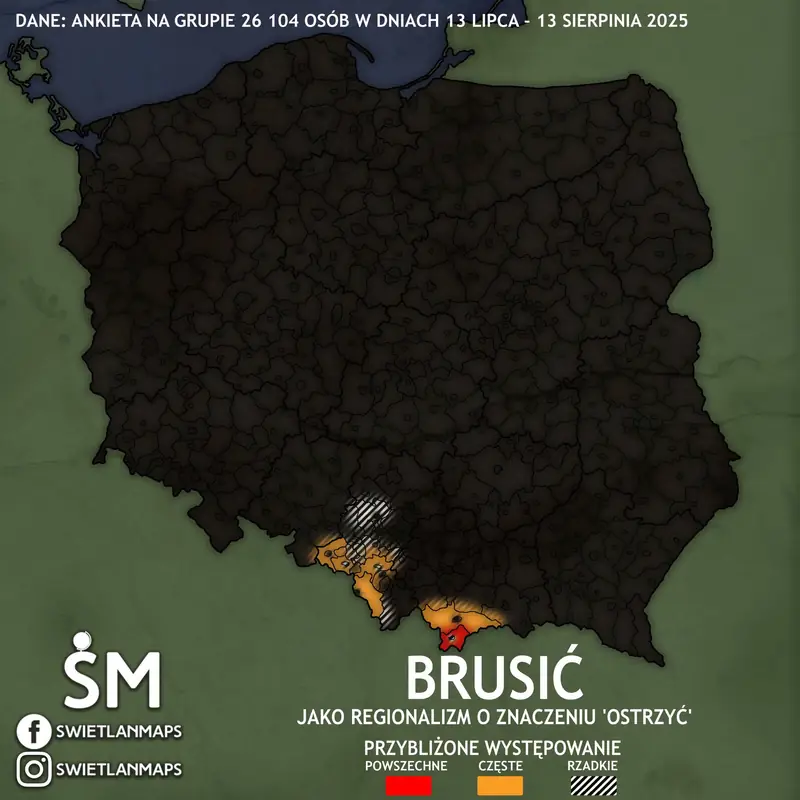 DANE: ANKIETA NA GRUPIE 26 104 OSÓB W DNIACH 13 LIPCA - 13 SIERPINIA 2025
ŚM
SWIETLANMAPS
SWIETLANMAPS
BRUSIĆ
JAKO REGIONALIZM O ZNACZENIU 'OSTRZYĆ'
PRZYBLIŻONE WYSTĘPOWANIE
POWSZECHNE CZĘSTE RZADKIE